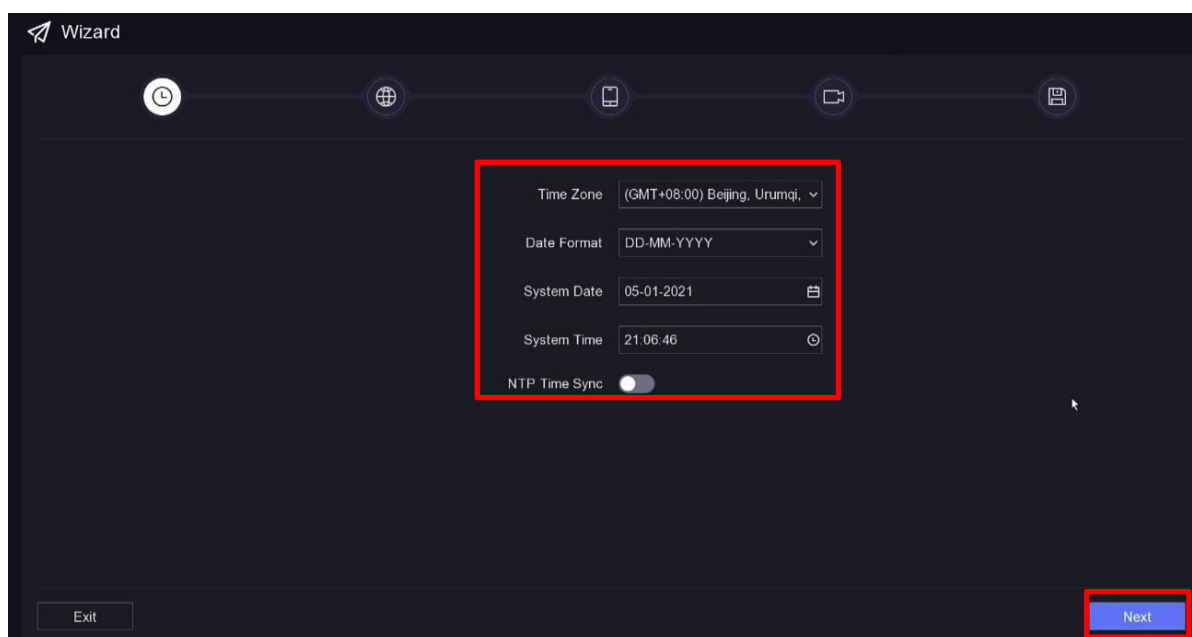 Wizard
Time Zone (GMT+08:00) Beijing, Urumqi,
Date Format DD-MM-YYYY
System Date 05-01-2021
System Time 21:06:46
NTP Time Sync
Exit Next